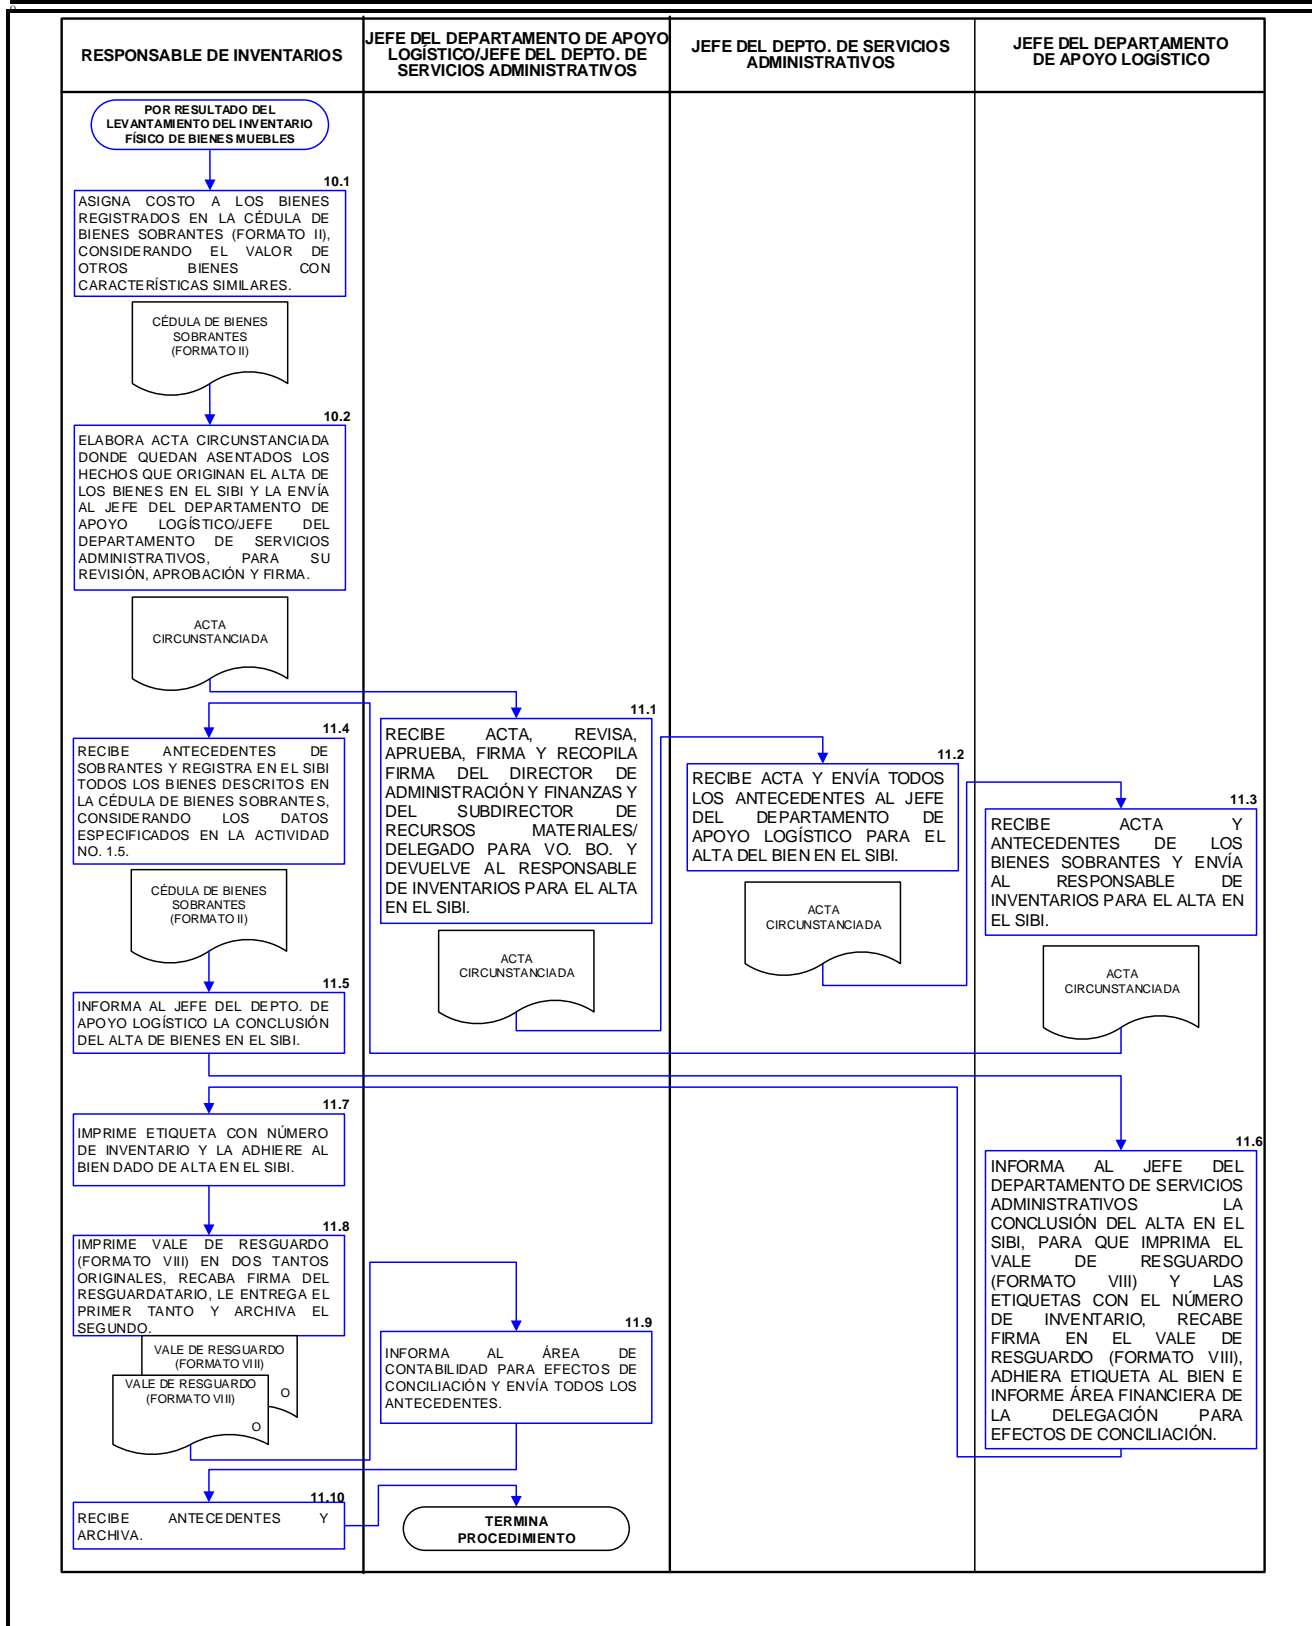 RESPONSABLE DE INVENTARIOS
JEFE DEL DEPARTAMENTO DE APOYO
LOGÍSTICO/JEFE DEL DEPTO. DE
SERVICIOS ADMINISTRATIVOS
JEFE DEL DEPTO. DE SERVICIOS
ADMINISTRATIVOS
JEFE DEL DEPARTAMENTO
DE APOYO LOGÍSTICO
POR RESULTADO DEL
LEVANTAMIENTO DEL INVENTARIO
FÍSICO DE BIENES MUEBLES
10.1
ASIGNA COSTO A LOS BIENES
REGISTRADOS EN LA CÉDULA DE
BIENES SOBRANTES (FORMATO II),
CONSIDERANDO EL VALOR DE
OTROS BIENES CON
CARACTERÍSTICAS SIMILARES.
CÉDULA DE BIENES
SOBRANTES
(FORMATO II)
10.2
ELABORA ACTA CIRCUNSTANCIADA
DONDE QUEDAN ASENTADOS LOS
HECHOS QUE ORIGINAN EL ALTA DE
LOS BIENES EN EL SIBI Y LA ENVÍA
AL JEFE DEL DEPARTAMENTO DE
APOYO LOGÍSTICO/JEFE DEL
DEPARTAMENTO DE SERVICIOS
ADMINISTRATIVOS, PARA SU
REVISIÓN, APROBACIÓN Y FIRMA.
ACTA
CIRCUNSTANCIADA
11.1
RECIBE ACTA, REVISA,
APRUEBA, FIRMA Y RECOPILA
FIRMA DEL DIRECTOR DE
ADMINISTRACIÓN Y FINANZAS Y
DEL SUBDIRECTOR DE
RECURSOS MATERIALES/
DELEGADO PARA VO. BO. Y
DEVUELVE AL RESPONSABLE
DE INVENTARIOS PARA EL ALTA
EN EL SIBI.
ACTA
CIRCUNSTANCIADA
11.2
RECIBE ACTA Y ENVÍA TODOS
LOS ANTECEDENTES AL JEFE
DEL DEPARTAMENTO DE
APOYO LOGÍSTICO PARA EL
ALTA DEL BIEN EN EL SIBI.
ACTA
CIRCUNSTANCIADA
11.3
RECIBE ACTA Y
ANTECEDENTES DE LOS
BIENES SOBRANTES Y ENVÍA
AL RESPONSABLE DE
INVENTARIOS PARA EL ALTA EN
EL SIBI.
ACTA
CIRCUNSTANCIADA
11.4
RECIBE ANTECEDENTES DE
SOBRANTES Y REGISTRA EN EL SIBI
TODOS LOS BIENES DESCRITOS EN
LA CÉDULA DE BIENES SOBRANTES,
CONSIDERANDO LOS DATOS
ESPECIFICADOS EN LA ACTIVIDAD
NO. 1.5.
CÉDULA DE BIENES
SOBRANTES
(FORMATO II)
11.5
INFORMA AL JEFE DEL DEPTO. DE
APOYO LOGÍSTICO LA CONCLUSIÓN
DEL ALTA DE BIENES EN EL SIBI.
11.6
INFORMA AL JEFE DEL
DEPARTAMENTO DE SERVICIOS
ADMINISTRATIVOS LA
CONCLUSIÓN DEL ALTA EN EL
SIBI, PARA QUE IMPRIMA EL
VALE DE RESGUARDO
(FORMATO VIII) Y LAS
ETIQUETAS CON EL NÚMERO
DE INVENTARIO, RECABE
FIRMA EN EL VALE DE
RESGUARDO (FORMATO VIII),
ADHIERA ETIQUETA AL BIEN E
INFORME ÁREA FINANCIERA DE
LA DELEGACIÓN PARA
EFECTOS DE CONCILIACIÓN.
11.7
IMPRIME ETIQUETA CON NÚMERO
DE INVENTARIO Y LA ADHIERE AL
BIEN DADO DE ALTA EN EL SIBI.
11.8
IMPRIME VALE DE RESGUARDO
(FORMATO VIII) EN DOS TANTOS
ORIGINALES, RECABA FIRMA DEL
RESGUARDATARIO, LE ENTREGA EL
PRIMER TANTO Y ARCHIVA EL
SEGUNDO.
VALE DE RESGUARDO
(FORMATO VIII)
O
VALE DE RESGUARDO
(FORMATO VIII)
O
11.9
INFORMA AL ÁREA DE
CONTABILIDAD PARA EFECTOS DE
CONCILIACIÓN Y ENVÍA TODOS LOS
ANTECEDENTES.
11.10
RECIBE ANTECEDENTES Y
ARCHIVA.
TERMINA
PROCEDIMIENTO